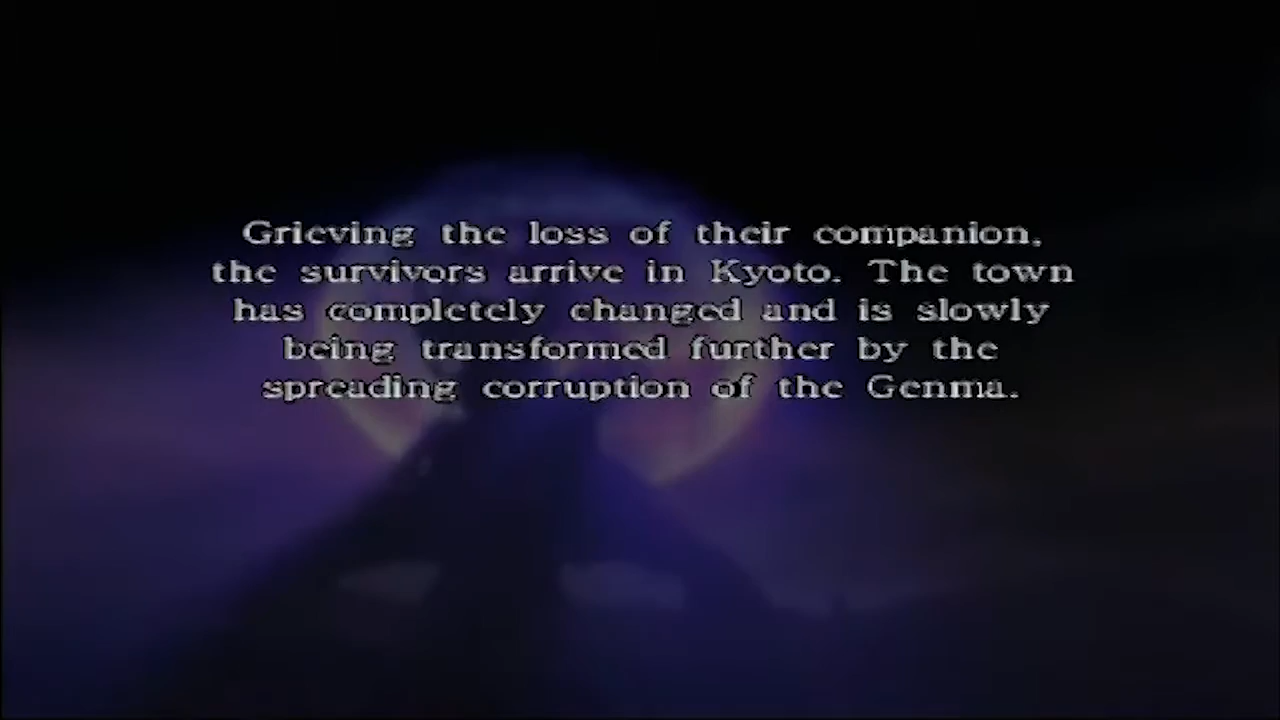 Grieving the loss of their companion,
the survivors arrive in Kyoto. The town
has completely changed and is slowly
being transformed further by the
spreading corruption of the Genma.